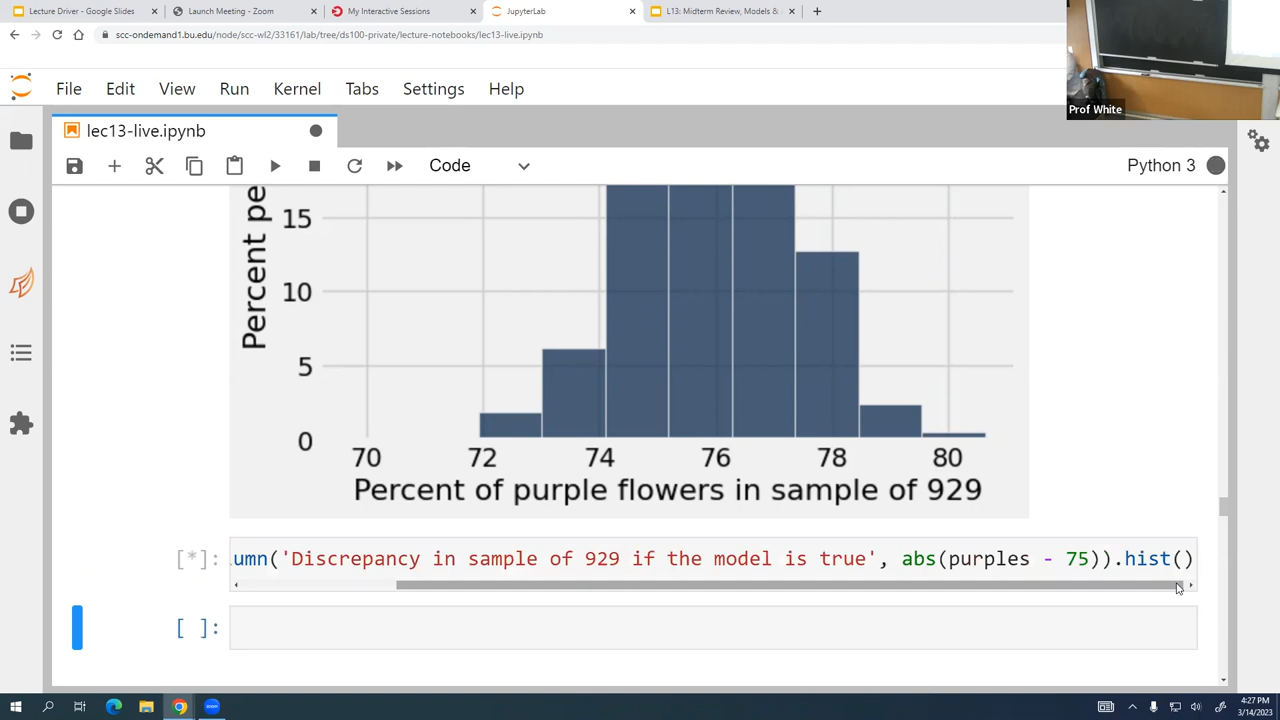 Lecture Driver - Google Slides
Launch Meeting - Zoom
My Interactive Sessions
JupyterLab
L13: Midterm Review, Models &
scc-ondemand1.bu.edu/node/scc-wl2/33161/lab/tree/ds100-private/lecture-notebooks/lec13-live.ipynb
Prof White
File Edit View Run Kernel Tabs Settings Help
lec13-live.ipynb
Code
Python 3
Percent pe
15
10
5
0
70 72 74 76 78 80
Percent of purple flowers in sample of 929
[*]: umn('Discrepancy in sample of 929 if the model is true', abs(purples - 75)).hist()
[ ]:
4:27 PM
3/14/2023